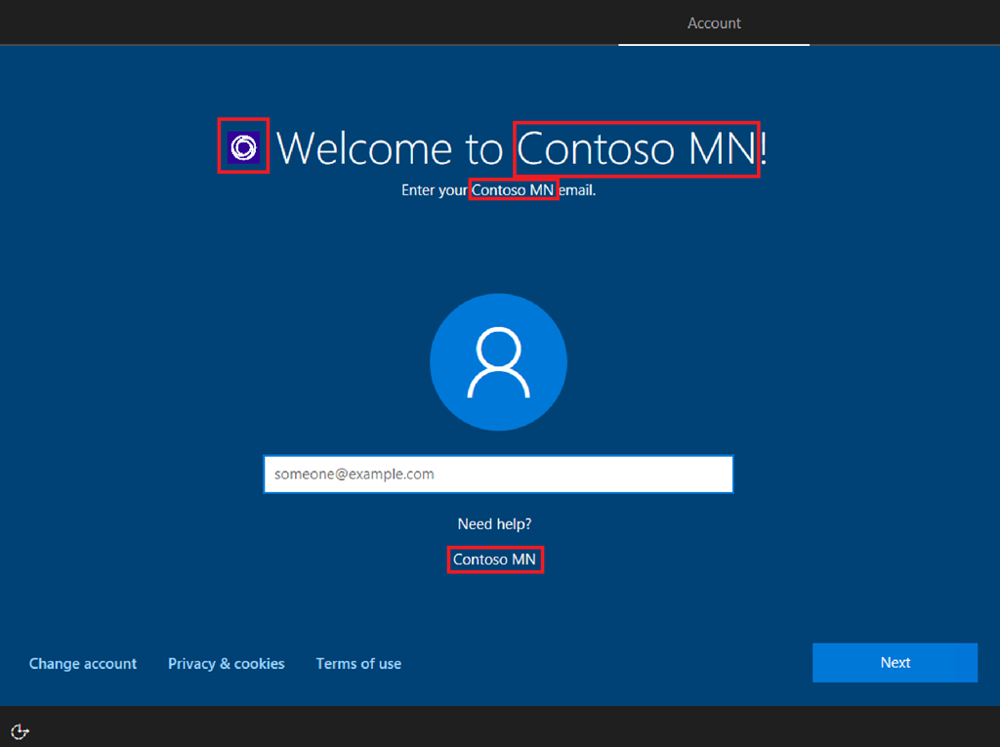 Account
Welcome to Contoso MN!
Enter your Contoso MN email.
someone@example.com
Need help?
Contoso MN
Change account Privacy & cookies Terms of use Next